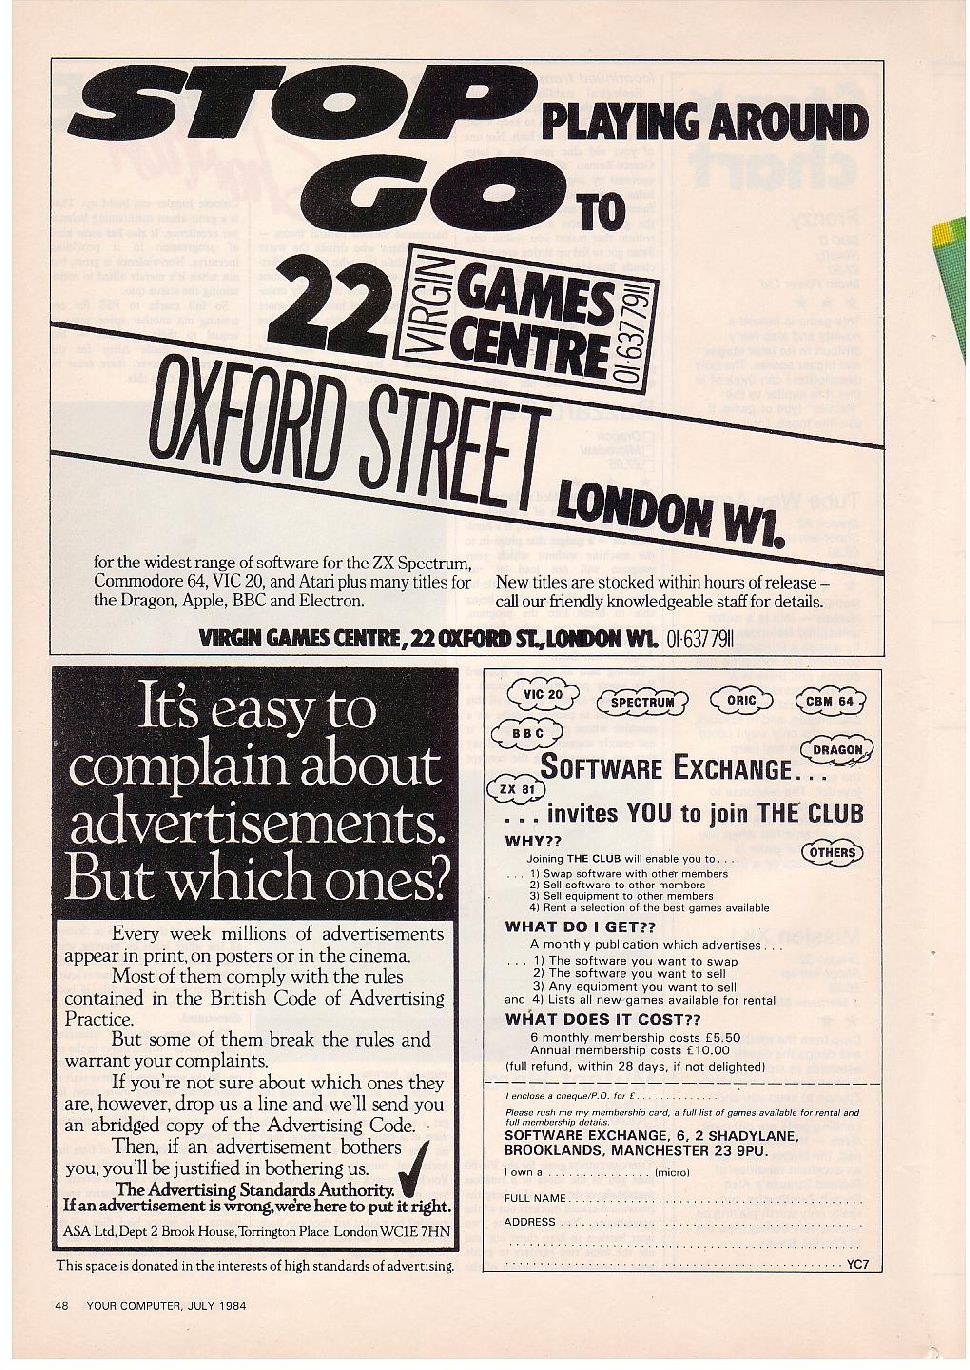 STOP PLAYING AROUND
GO TO
22 VIRGIN GAMES CENTRE 01·637 7911
OXFORD STREET LONDON W1.
for the widest range of software for the ZX Spectrum,
Commodore 64, VIC 20, and Atari plus many titles for
the Dragon, Apple, BBC and Electron.
New titles are stocked within hours of release –
call our friendly knowledgeable staff for details.
VIRGIN GAMES CENTRE, 22 OXFORD ST., LONDON W1. 01·637 7911
It's easy to
complain about
advertisements.
But which ones?
Every week millions of advertisements
appear in print, on posters or in the cinema.
Most of them comply with the rules
contained in the British Code of Advertising
Practice.
But some of them break the rules and
warrant your complaints.
If you're not sure about which ones they
are, however, drop us a line and we'll send you
an abridged copy of the Advertising Code.
Then, if an advertisement bothers
you, you'll be justified in bothering us.
The Advertising Standards Authority.
If an advertisement is wrong, we're here to put it right.
ASA Ltd, Dept 2 Brook House, Torrington Place London WC1E 7HN
This space is donated in the interests of high standards of advertising.
VIC 20 SPECTRUM ORIC CBM 64
BBC
DRAGON
SOFTWARE EXCHANGE...
ZX 81
... invites YOU to join THE CLUB
WHY??
OTHERS
Joining THE CLUB will enable you to...
... 1) Swap software with other members
2) Sell software to other members
3) Sell equipment to other members
4) Rent a selection of the best games available
WHAT DO I GET??
A monthly publication which advertises...
... 1) The software you want to swap
2) The software you want to sell
3) Any equipment you want to sell
and 4) Lists all new games available for rental
WHAT DOES IT COST??
6 monthly membership costs £5.50
Annual membership costs £10.00
(full refund, within 28 days, if not delighted)
I enclose a cheque/P.O. for £..............
Please rush me my membership card, a full list of games available for rental and
full membership details.
SOFTWARE EXCHANGE, 6, 2 SHADYLANE,
BROOKLANDS, MANCHESTER 23 9PU.
I own a .................. (micro)
FULL NAME..................
ADDRESS ..................
YC7
48 YOUR COMPUTER, JULY 1984